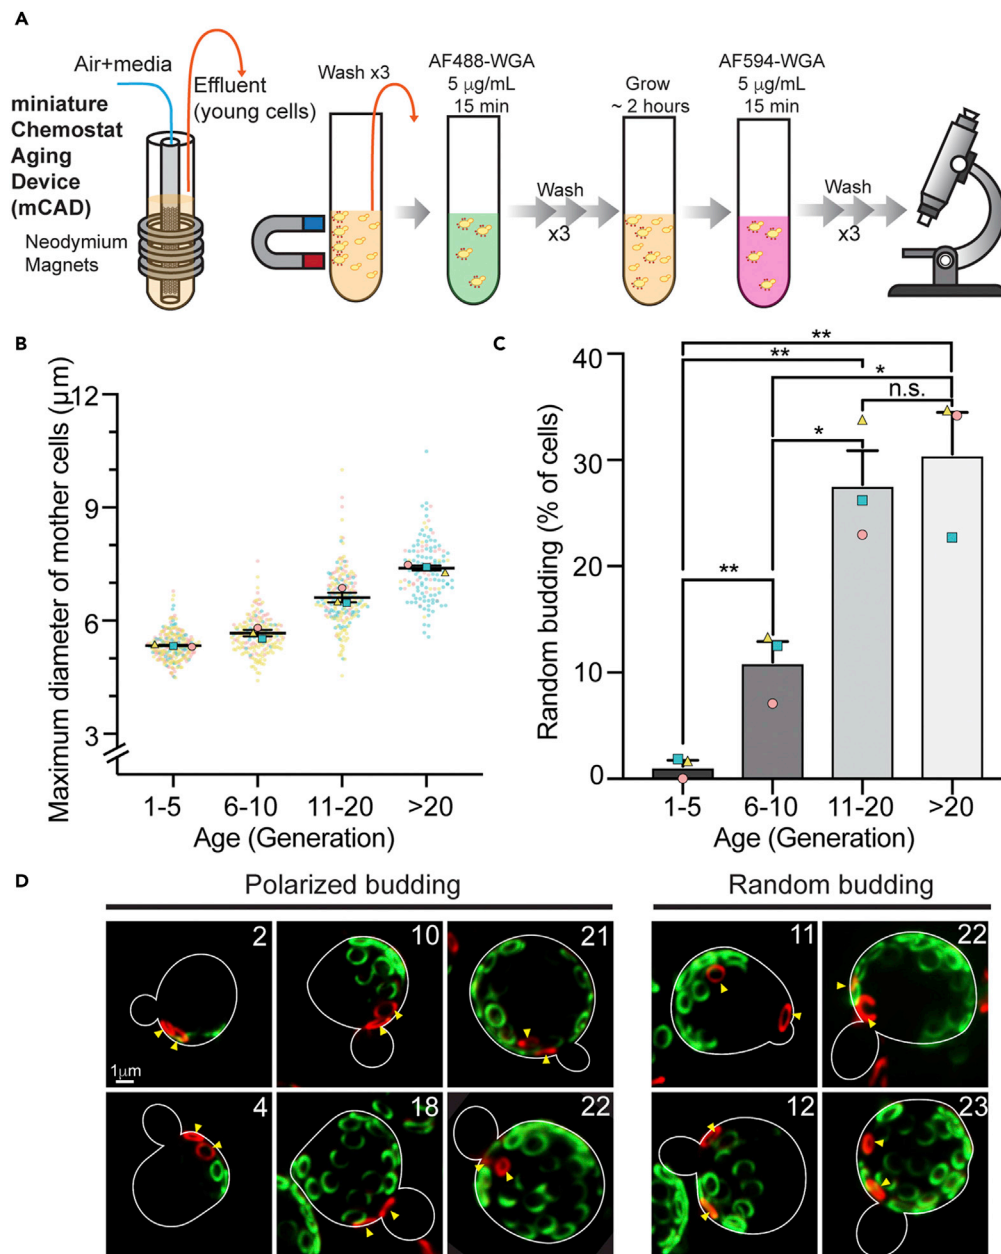 A
Air+media
miniature
Chemostat
Aging
Device
(mCAD)
Neodymium
Magnets
Effluent
(young cells)
Wash x3
AF488-WGA
5 μg/mL
15 min
Wash
x3
Grow
~ 2 hours
AF594-WGA
5 μg/mL
15 min
Wash
x3
B
Maximum diameter of mother cells (μm)
12
9
6
3
1-5 6-10 11-20 >20
Age (Generation)
C
Random budding (% of cells)
40
30
20
10
0
**
**
*
n.s.
*
**
1-5 6-10 11-20 >20
Age (Generation)
D
Polarized budding
Random budding
2 10 21 11 22
1μm
4 18 22 12 23